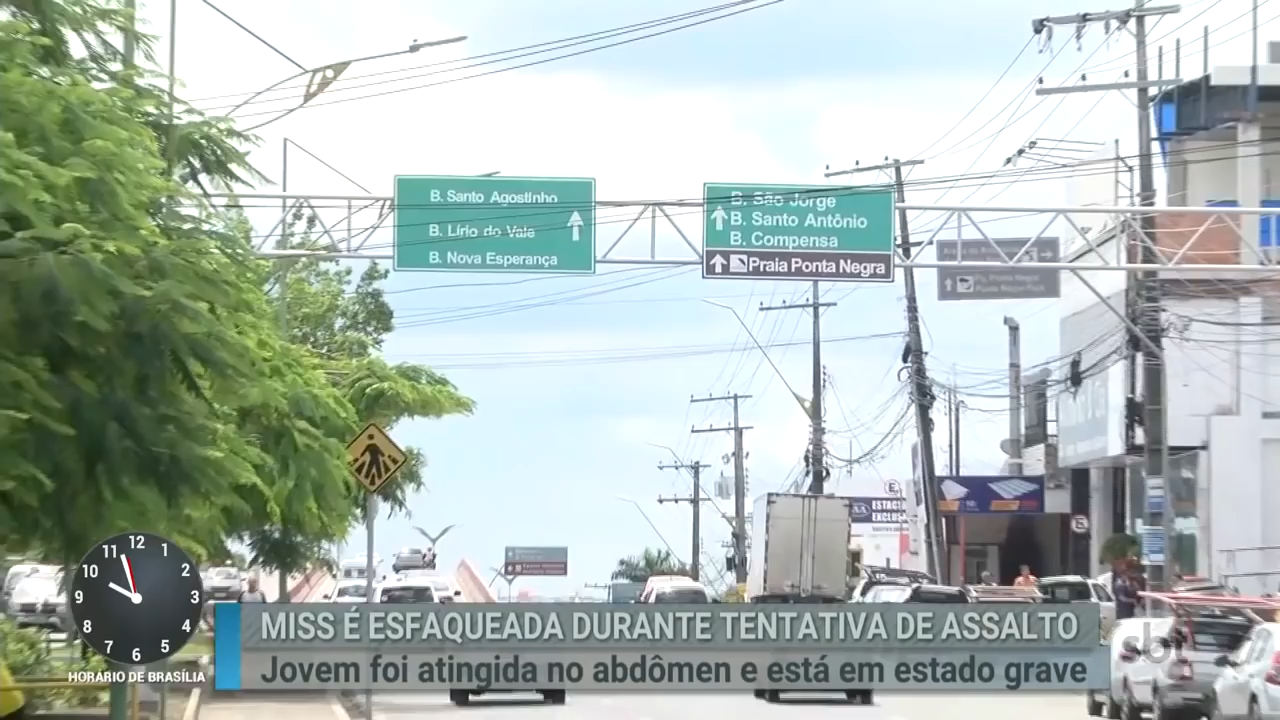 B. Santo Agostinho
B. Lírio do Vale
B. Nova Esperança
B. São Jorge
B. Santo Antônio
B. Compensa
Praia Ponta Negra
E
AA
12
1
2
3
4
5
6
7
8
9
10
11
HORÁRIO DE BRASÍLIA
MISS É ESFAQUEADA DURANTE TENTATIVA DE ASSALTO
Jovem foi atingida no abdômen e está em estado grave
sbt